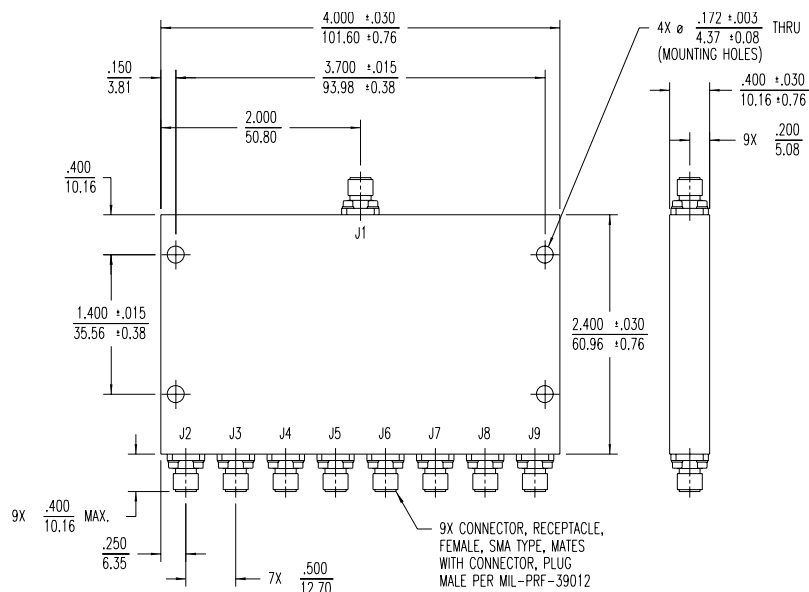 4.000 ±.030
101.60 ±0.76
4X ø .172 ±.003 THRU
4.37 ±0.08
(MOUNTING HOLES)
.150
3.81
3.700 ±.015
93.98 ±0.38
.400 ±.030
10.16 ±0.76
2.000
50.80
9X .200
5.08
.400
10.16
J1
1.400 ±.015
35.56 ±0.38
2.400 ±.030
60.96 ±0.76
J2 J3 J4 J5 J6 J7 J8 J9
9X .400 MAX.
10.16
9X CONNECTOR, RECEPTACLE,
FEMALE, SMA TYPE, MATES
WITH CONNECTOR, PLUG
MALE PER MIL-PRF-39012
.250
6.35
7X .500
12.70